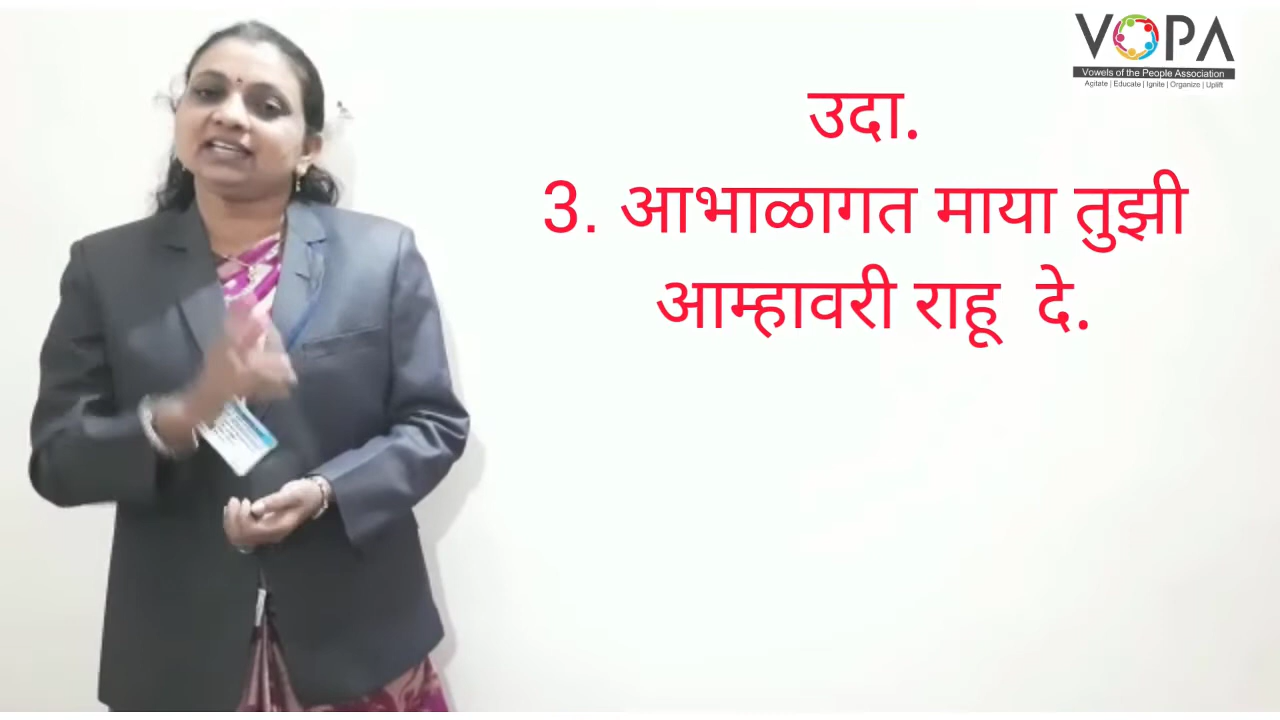 VOPA
Vowels of the People Association
Agitate | Educate | Ignite | Organize | Uplift
उदा.
3. आभाळागत माया तुझी
आम्हावरी राहू दे.